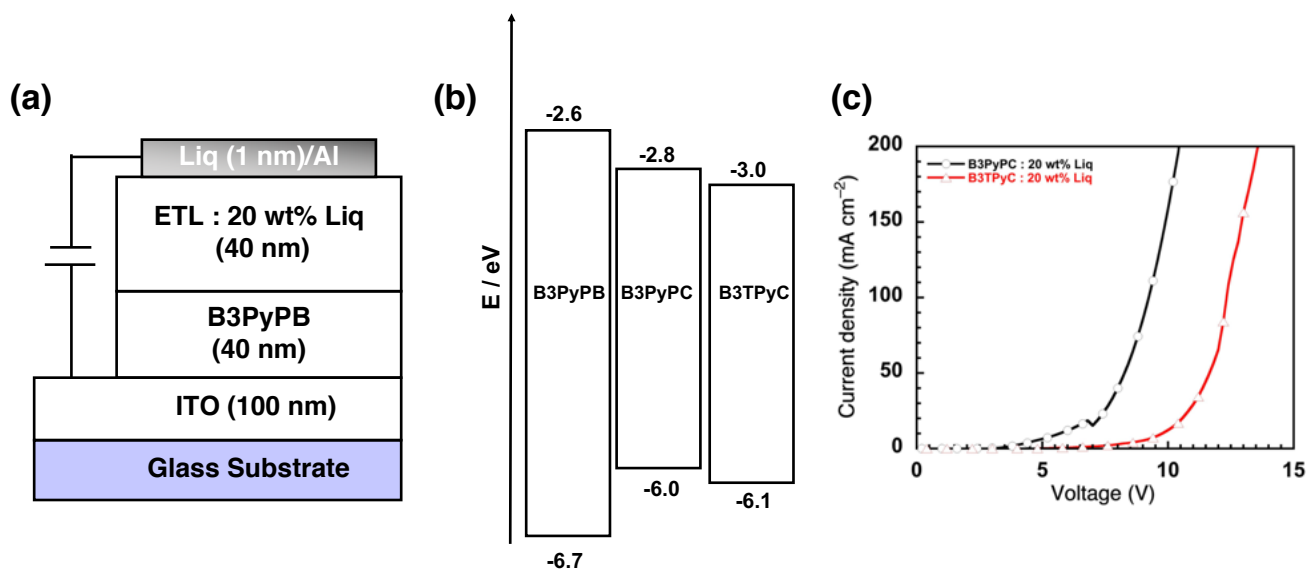 (a)
Liq (1 nm)/Al
ETL : 20 wt% Liq
(40 nm)
B3PyPB
(40 nm)
ITO (100 nm)
Glass Substrate
(b)
E / eV
-2.6
-2.8
-3.0
B3PyPB
B3PyPC
B3TPyC
-6.0
-6.1
-6.7
(c)
Current density (mA cm⁻²)
200
150
100
50
0
B3PyPC : 20 wt% Liq
B3TPyC : 20 wt% Liq
0
5
10
15
Voltage (V)